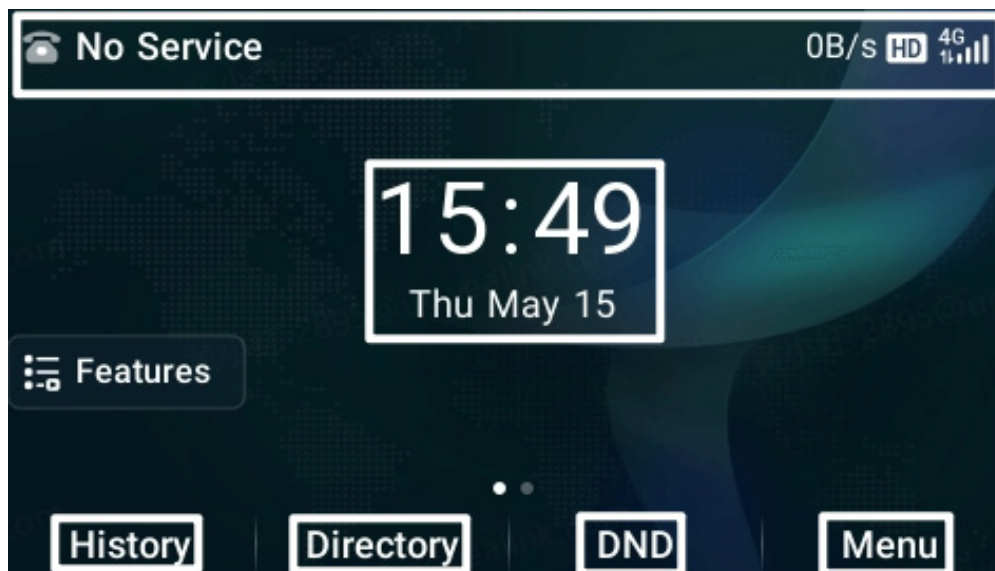 No Service 0B/s HD 4G
15:49
Thu May 15
Features
History Directory DND Menu